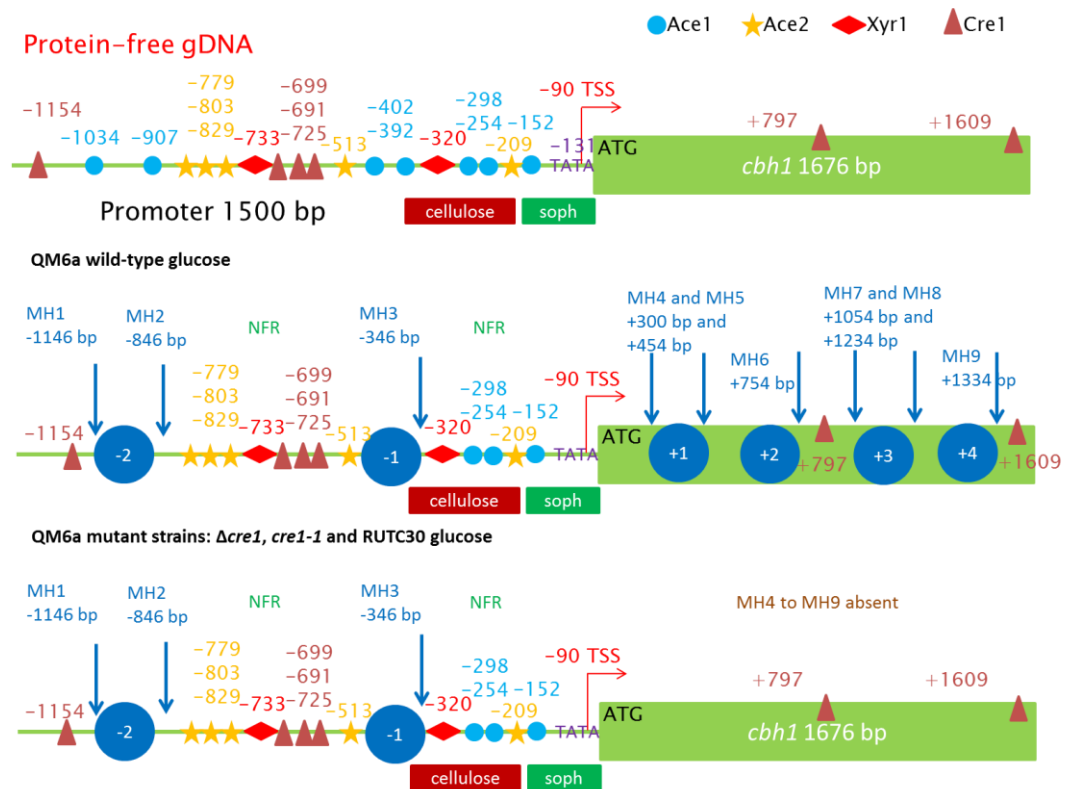 Ace1 Ace2 Xyr1 Cre1
Protein-free gDNA
-779
-803
-829
-699
-691
-725
-1154
-1034 -907
-733
-513
-402
-392
-320
-298
-254 -152
-209
-90 TSS
-131
TATA
ATG
+797
+1609
cbh1 1676 bp
Promoter 1500 bp
cellulose
soph
QM6a wild-type glucose
MH1
-1146 bp
MH2
-846 bp
NFR
MH3
-346 bp
NFR
MH4 and MH5
+300 bp and
+454 bp
MH6
+754 bp
MH7 and MH8
+1054 bp and
+1234 bp
MH9
+1334 bp
-779
-803
-829
-699
-691
-725
-1154
-733
-513
-320
-298
-254 -152
-209
-90 TSS
TATA
ATG
-2
-1
+1
+2
+797
+3
+4
+1609
cellulose
soph
QM6a mutant strains: Δcre1, cre1-1 and RUTC30 glucose
MH1
-1146 bp
MH2
-846 bp
NFR
MH3
-346 bp
NFR
MH4 to MH9 absent
-779
-803
-829
-699
-691
-725
-1154
-733
-513
-320
-298
-254 -152
-209
-90 TSS
TATA
ATG
-2
-1
+797
+1609
cbh1 1676 bp
cellulose
soph